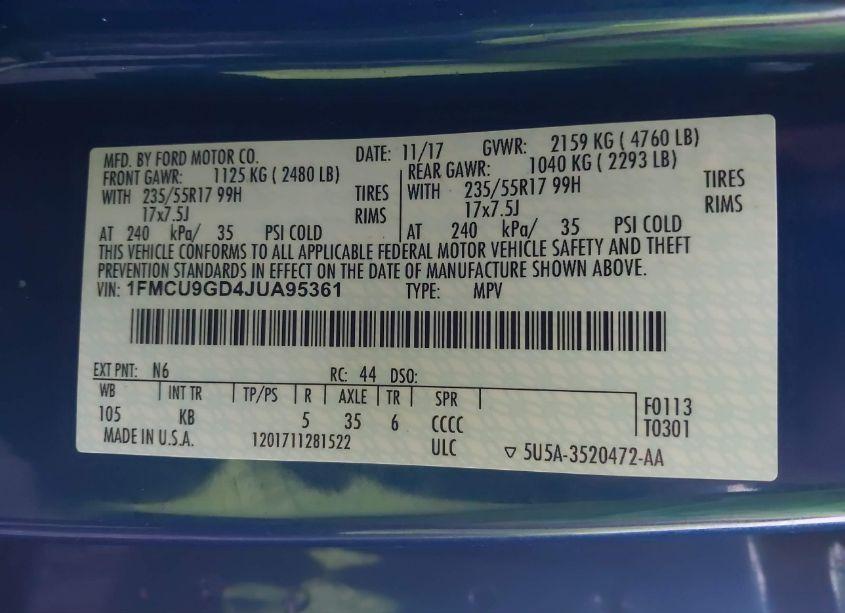 MFD. BY FORD MOTOR CO. DATE: 11/17 GVWR: 2159 KG ( 4760 LB)
FRONT GAWR: 1125 KG ( 2480 LB) REAR GAWR: 1040 KG ( 2293 LB)
WITH 235/55R17 99H TIRES WITH 235/55R17 99H TIRES
17x7.5J RIMS 17x7.5J RIMS
AT 240 kPa/ 35 PSI COLD AT 240 kPa/ 35 PSI COLD
THIS VEHICLE CONFORMS TO ALL APPLICABLE FEDERAL MOTOR VEHICLE SAFETY AND THEFT
PREVENTION STANDARDS IN EFFECT ON THE DATE OF MANUFACTURE SHOWN ABOVE.
VIN: 1FMCU9GD4JUA95361 TYPE: MPV
EXT PNT: N6 RC: 44 DSO:
WB INT TR TP/PS R AXLE TR SPR F0113
105 KB 5 35 6 CCCC T0301
MADE IN U.S.A. 1201711281522 ULC 5U5A-3520472-AA